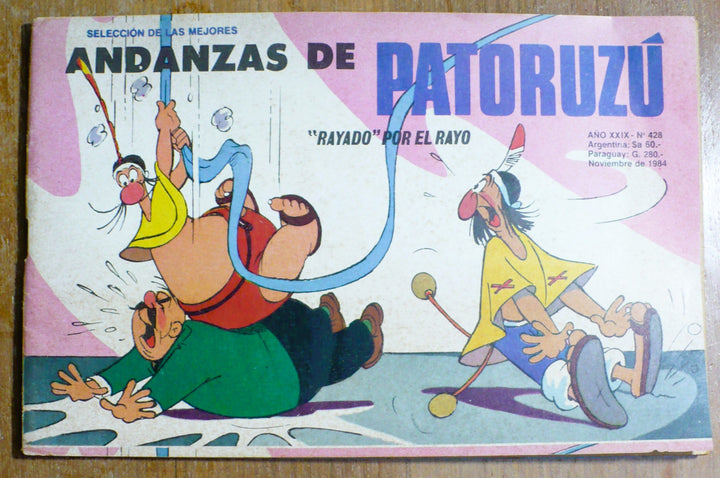 SELECCIÓN DE LAS MEJORES
ANDANZAS DE PATORUZÚ
"RAYADO" POR EL RAYO
AÑO XXIX - Nº 428
Argentina: $a 60.-
Paraguay: G. 280.-
Noviembre de 1984